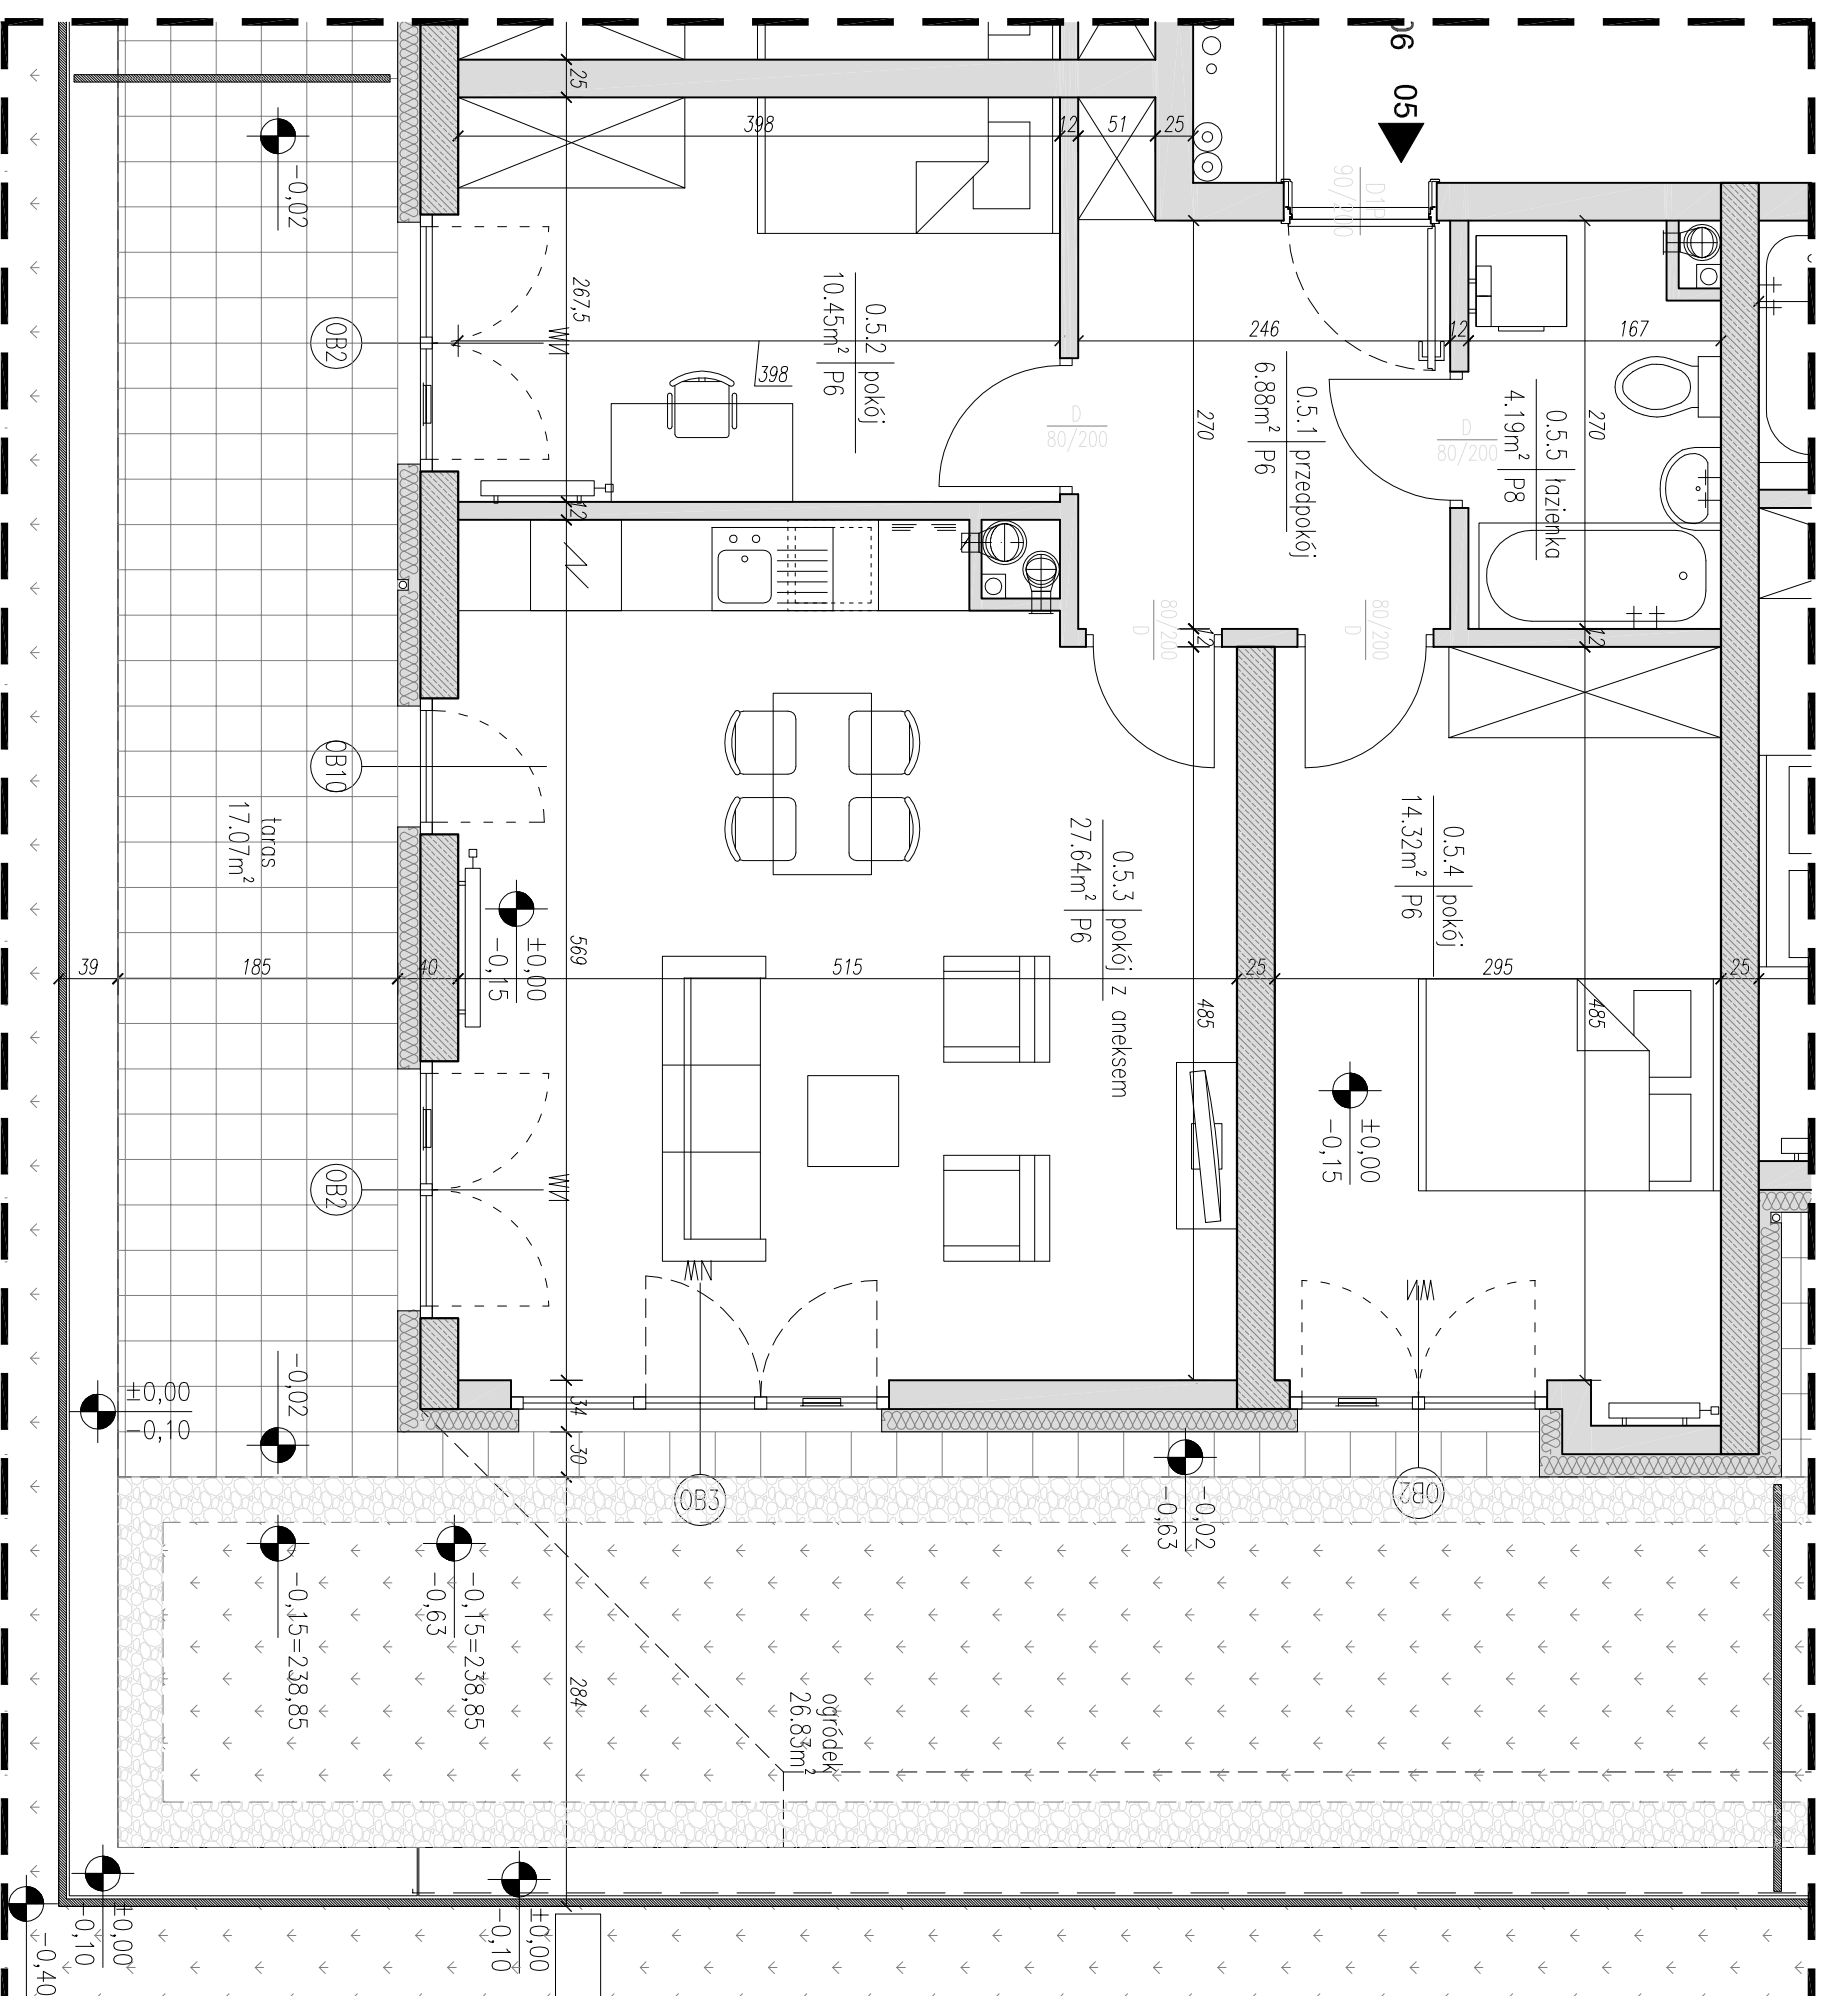 06 05
25
398
12
51
25
-0,02
D1P
90/200
OB2
267,5
0.5.2 pokój
10.45m² P6
398
246
12
167
0.5.1 przedpokój
6.88m² P6
270
D
80/200
D
80/200
0.5.5 łazienka
4.19m² P8
270
12
80/200
D
12
80/200
D
12
OB10
taras
17.07m²
±0,00
-0,15
569
0.5.3 pokój z aneksem
27.64m² P6
0.5.4 pokój
14.32m² P6
39
185
40
515
25
295
25
485
485
±0,00
-0,15
OB2
±0,00
-0,10
-0,02
34
30
OB3
-0,02
-0,63
OB2
-0,15=238,85
-0,15=238,85
-0,63
284
ogródek
26.83m²
±0,00
-0,10
±0,00
-0,10
-0,40